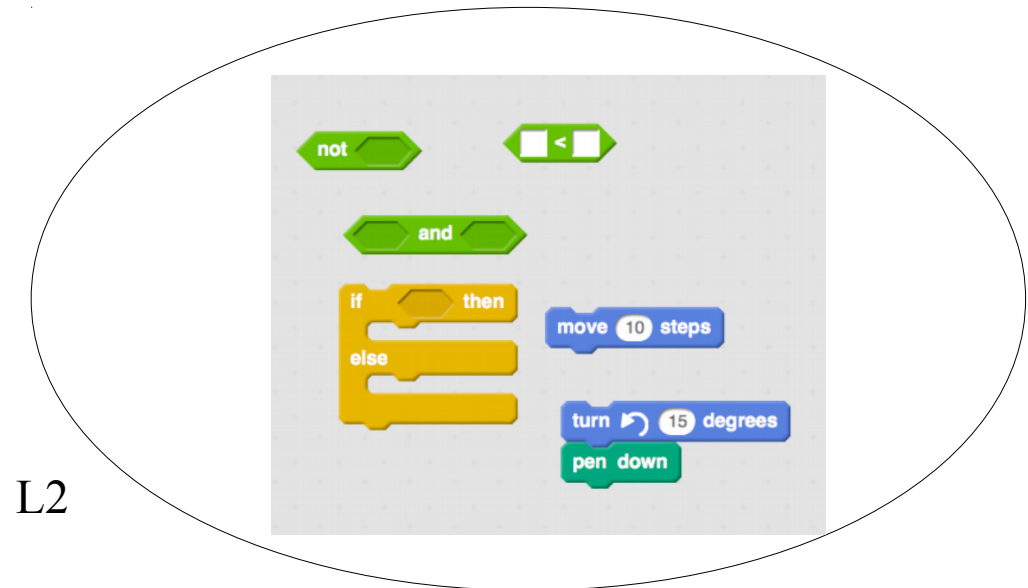 not
<
and
if then
else
move 10 steps
turn ↺ 15 degrees
pen down
L2